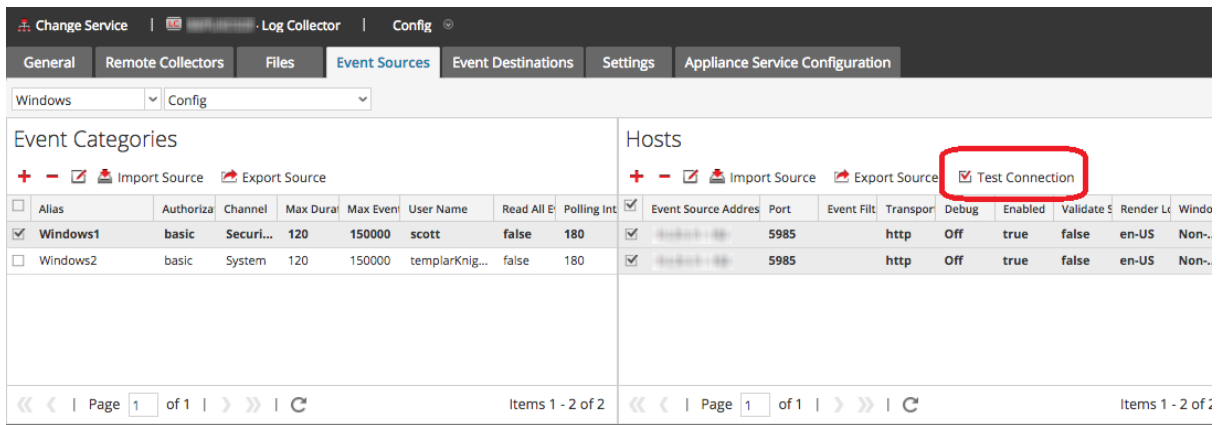 Change Service | LC - Log Collector | Config
General Remote Collectors Files Event Sources Event Destinations Settings Appliance Service Configuration
Windows Config
Event Categories
+ - Import Source Export Source
Alias Authoriza Channel Max Durat Max Event User Name Read All E Polling Int
Windows1 basic Securi... 120 150000 scott false 180
Windows2 basic System 120 150000 templarKnig... false 180
<< < | Page 1 of 1 | > >> | Items 1 - 2 of 2
Hosts
+ - Import Source Export Source Test Connection
Event Source Addres Port Event Filt Transpor Debug Enabled Validate S Render Lo Windo
5985 http Off true false en-US Non-..
5985 http Off true false en-US Non-..
<< < | Page 1 of 1 | > >> | Items 1 - 2 of 2